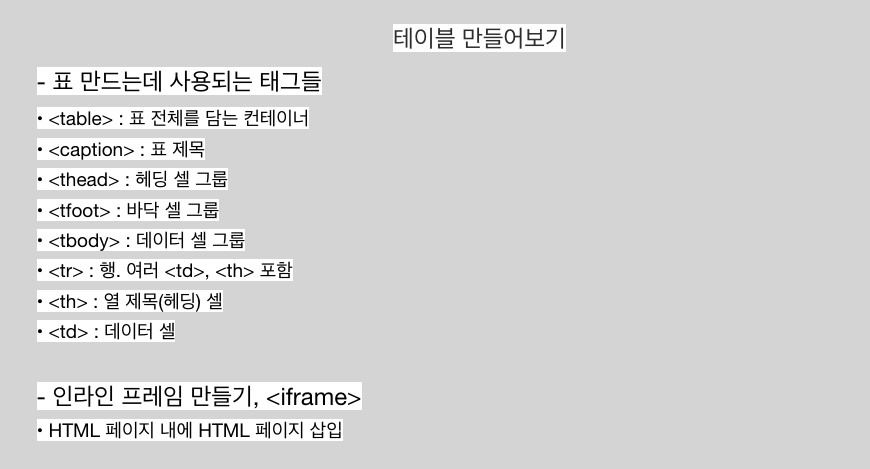 테이블 만들어보기
- 표 만드는데 사용되는 태그들
• <table> : 표 전체를 담는 컨테이너
• <caption> : 표 제목
• <thead> : 헤딩 셀 그룹
• <tfoot> : 바닥 셀 그룹
• <tbody> : 데이터 셀 그룹
• <tr> : 행. 여러 <td>, <th> 포함
• <th> : 열 제목(헤딩) 셀
• <td> : 데이터 셀
- 인라인 프레임 만들기, <iframe>
• HTML 페이지 내에 HTML 페이지 삽입